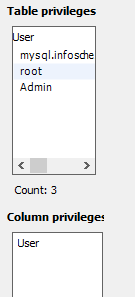 Table privileges
User
mysql.infosche
root
Admin
Count: 3
Column privileges
User